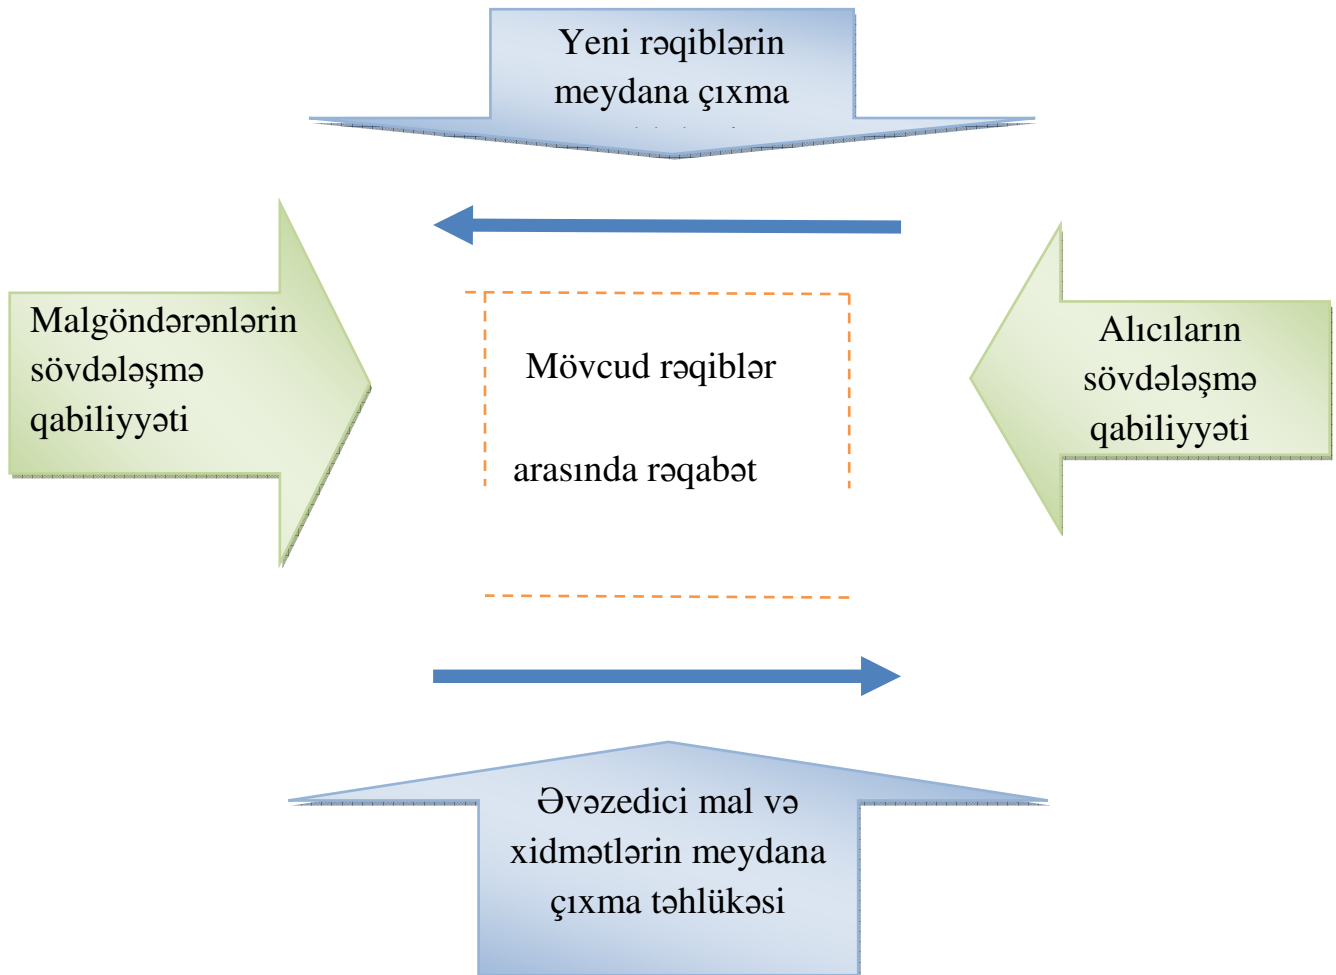 Yeni rəqiblərin
meydana çıxma
Malgöndərənlərin
sövdələşmə
qabiliyyəti
Mövcud rəqiblər
arasında rəqabət
Alıcıların
sövdələşmə
qabiliyyəti
Əvəzedici mal və
xidmətlərin meydana
çıxma təhlükəsi